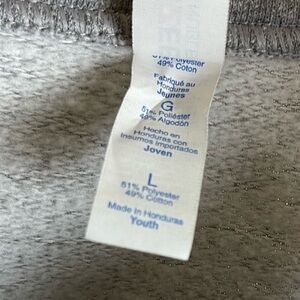 51% Polyester
49% Coton
Fabriqué au
Honduras
Jeunes
G
51% Poliéster
49% Algodón
Hecho en
Honduras con
insumos importados
Joven
L
51% Polyester
49% Cotton
Made In Honduras
Youth